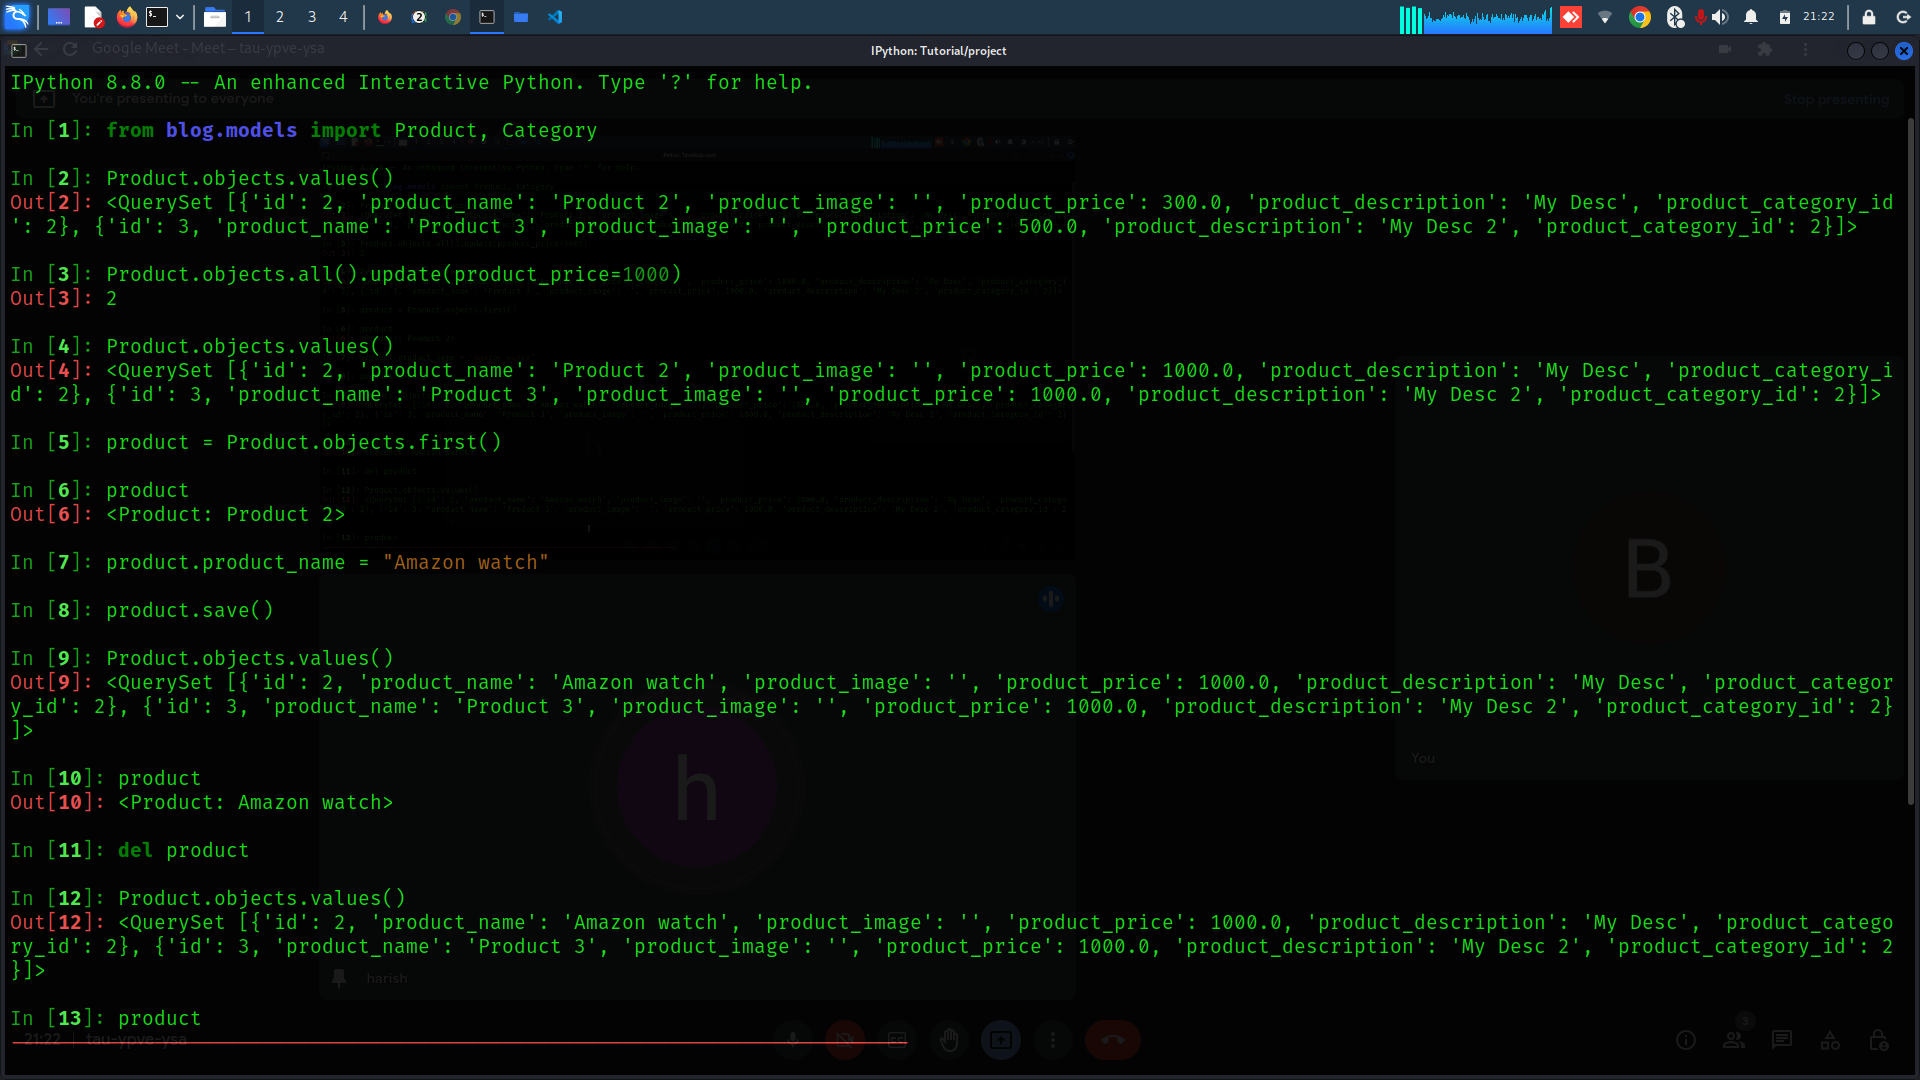 1 2 3 4
21:22
Google Meet - Meet – tau-ypve-ysa
IPython: Tutorial/project
IPython 8.8.0 -- An enhanced Interactive Python. Type '?' for help.
You're presenting to everyone
Stop presenting
In [1]: from blog.models import Product, Category
In [2]: Product.objects.values()
Out[2]: <QuerySet [{'id': 2, 'product_name': 'Product 2', 'product_image': '', 'product_price': 300.0, 'product_description': 'My Desc', 'product_category_id
': 2}, {'id': 3, 'product_name': 'Product 3', 'product_image': '', 'product_price': 500.0, 'product_description': 'My Desc 2', 'product_category_id': 2}]>
In [3]: Product.objects.all().update(product_price=1000)
Out[3]: 2
In [4]: Product.objects.values()
Out[4]: <QuerySet [{'id': 2, 'product_name': 'Product 2', 'product_image': '', 'product_price': 1000.0, 'product_description': 'My Desc', 'product_category_i
d': 2}, {'id': 3, 'product_name': 'Product 3', 'product_image': '', 'product_price': 1000.0, 'product_description': 'My Desc 2', 'product_category_id': 2}]>
In [5]: product = Product.objects.first()
In [6]: product
Out[6]: <Product: Product 2>
In [7]: product.product_name = "Amazon watch"
B
In [8]: product.save()
In [9]: Product.objects.values()
Out[9]: <QuerySet [{'id': 2, 'product_name': 'Amazon watch', 'product_image': '', 'product_price': 1000.0, 'product_description': 'My Desc', 'product_categor
y_id': 2}, {'id': 3, 'product_name': 'Product 3', 'product_image': '', 'product_price': 1000.0, 'product_description': 'My Desc 2', 'product_category_id': 2}
]>
You
In [10]: product
h
Out[10]: <Product: Amazon watch>
In [11]: del product
In [12]: Product.objects.values()
Out[12]: <QuerySet [{'id': 2, 'product_name': 'Amazon watch', 'product_image': '', 'product_price': 1000.0, 'product_description': 'My Desc', 'product_catego
ry_id': 2}, {'id': 3, 'product_name': 'Product 3', 'product_image': '', 'product_price': 1000.0, 'product_description': 'My Desc 2', 'product_category_id': 2
}]>
harish
In [13]: product
21:22 | tau-ypve-ysa
3